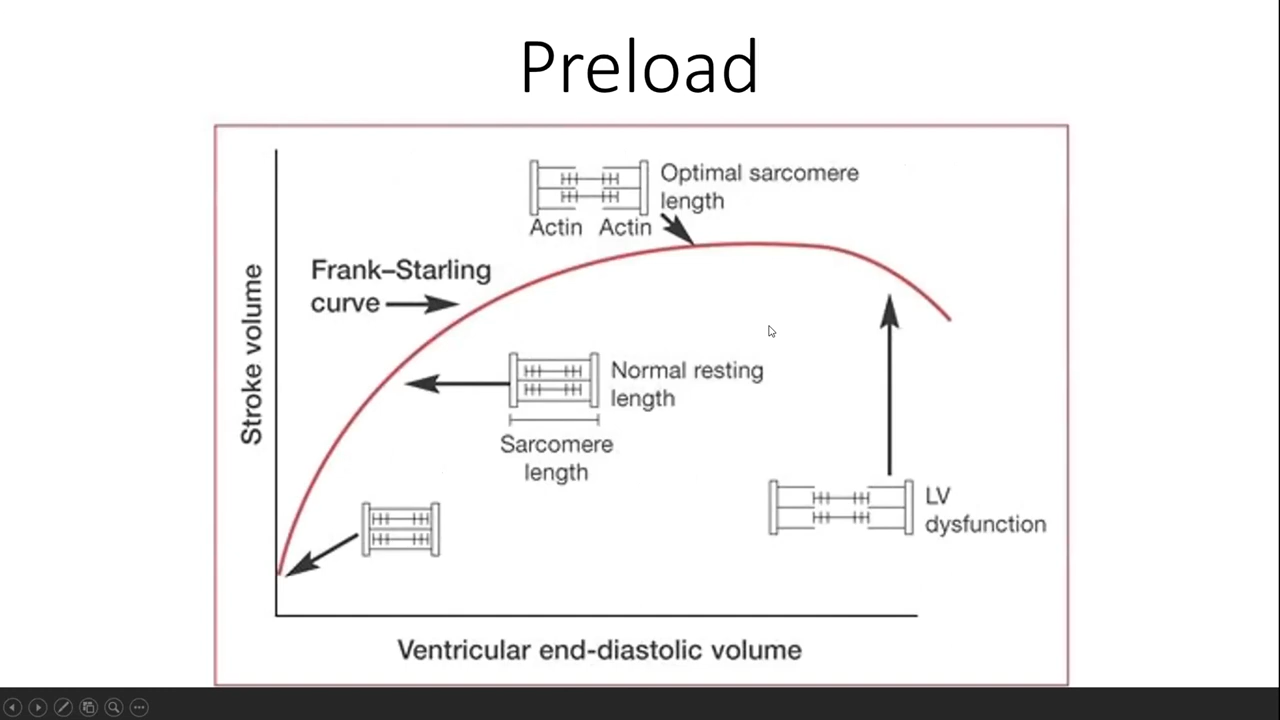 Preload
Optimal sarcomere
length
Actin Actin
Frank–Starling
curve
Stroke volume
Normal resting
length
Sarcomere
length
LV
dysfunction
Ventricular end-diastolic volume